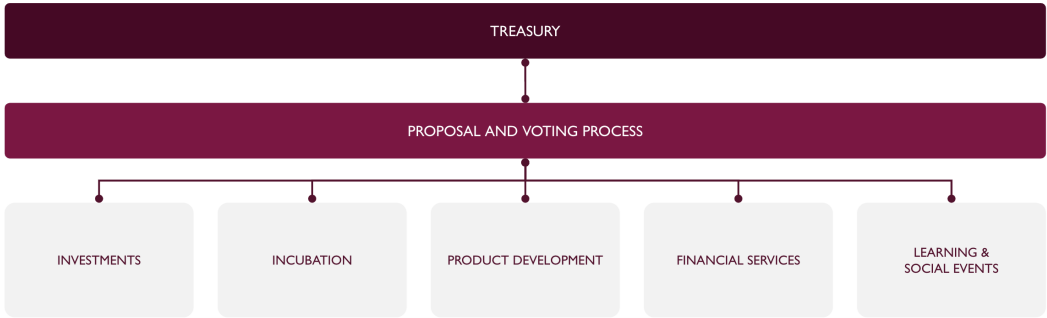 TREASURY
PROPOSAL AND VOTING PROCESS
INVESTMENTS
INCUBATION
PRODUCT DEVELOPMENT
FINANCIAL SERVICES
LEARNING &
SOCIAL EVENTS